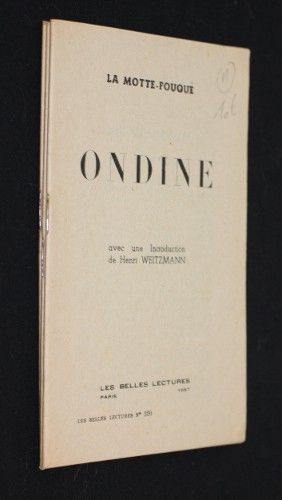 LA MOTTE-FOUQUÉ
ONDINE
avec une Introduction
de Henri WEITZMANN
LES BELLES LECTURES
PARIS
LES BELLES LECTURES N°